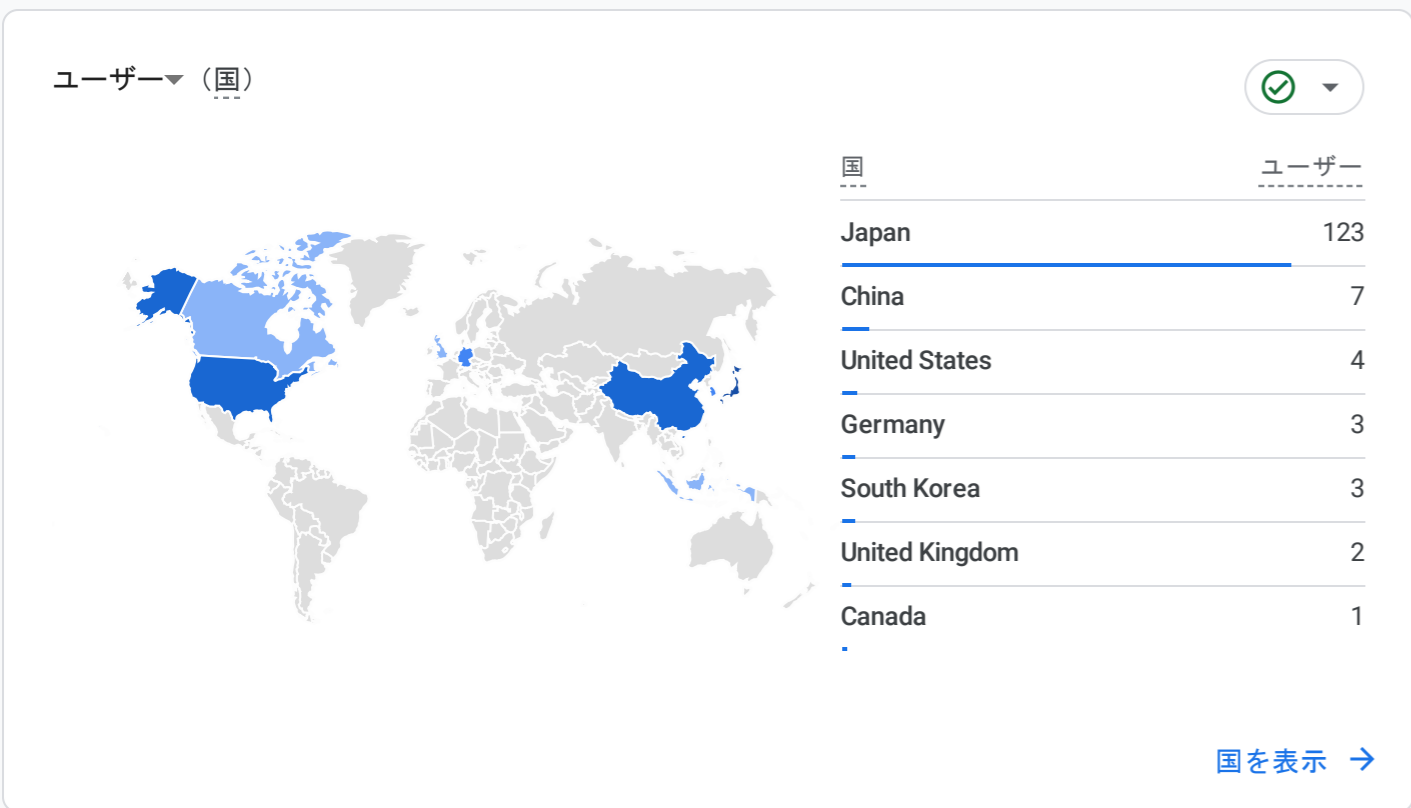 ユーザー（国）
国 ユーザー
Japan 123
China 7
United States 4
Germany 3
South Korea 3
United Kingdom 2
Canada 1
国を表示